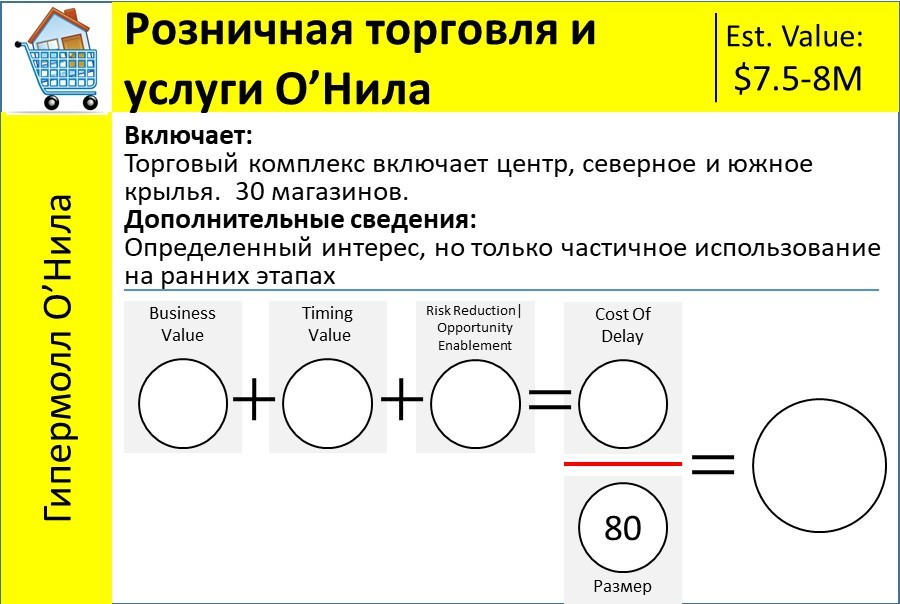 Розничная торговля и
услуги О’Нила
Est. Value:
$7.5-8M
Гипермолл О’Нила
Включает:
Торговый комплекс включает центр, северное и южное
крылья.  30 магазинов.
Дополнительные сведения:
Определенный интерес, но только частичное использование
на ранних этапах
Business
Value
+
Timing
Value
+
Risk Reduction|
Opportunity
Enablement
=
Cost Of
Delay
=
80
Размер